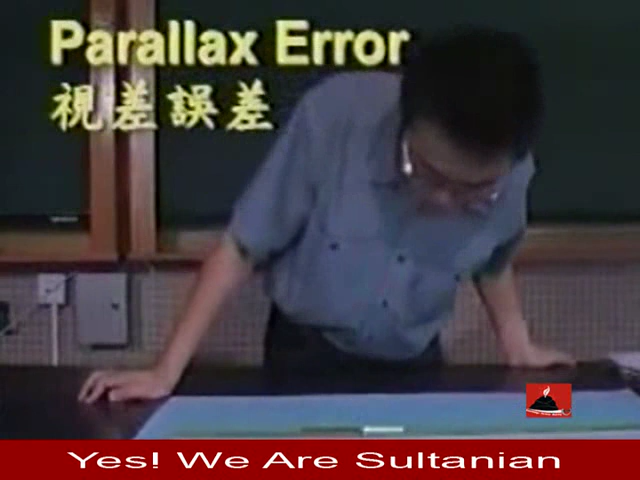 Parallax Error
視差誤差
Yes! We Are Sultanian